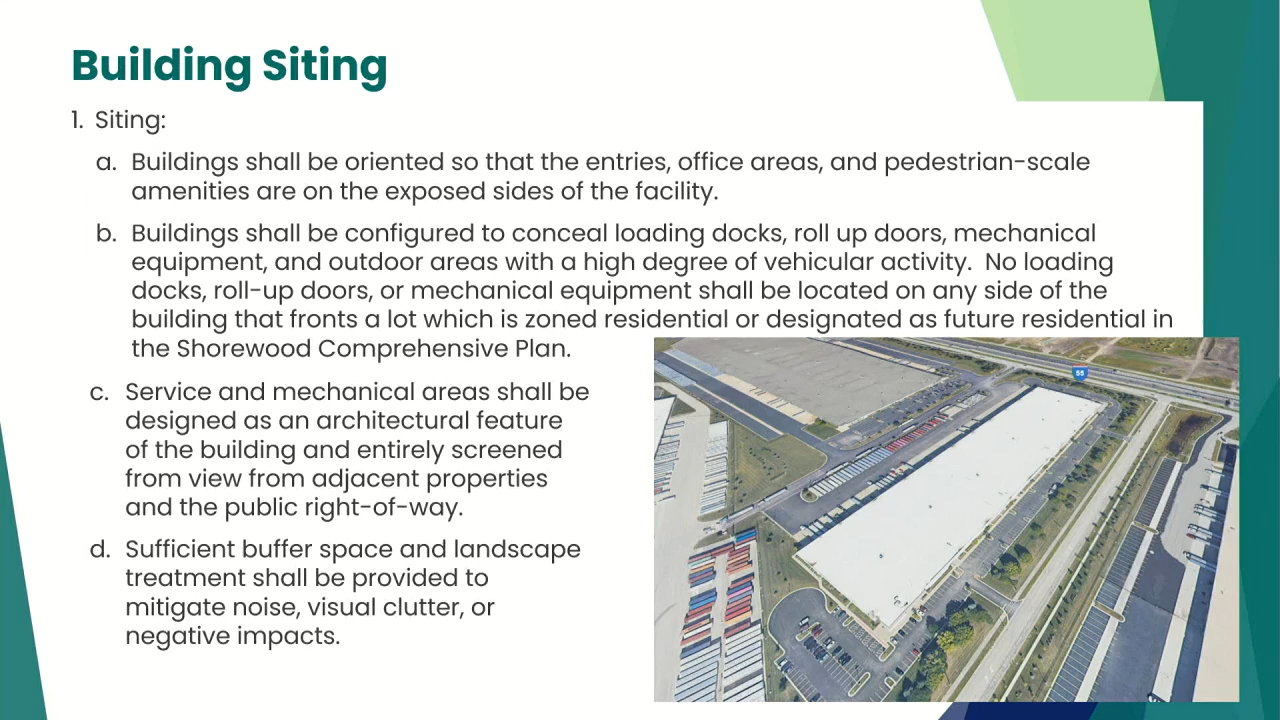 Building Siting
1. Siting:
a. Buildings shall be oriented so that the entries, office areas, and pedestrian-scale
amenities are on the exposed sides of the facility.
b. Buildings shall be configured to conceal loading docks, roll up doors, mechanical
equipment, and outdoor areas with a high degree of vehicular activity.  No loading
docks, roll-up doors, or mechanical equipment shall be located on any side of the
building that fronts a lot which is zoned residential or designated as future residential in
the Shorewood Comprehensive Plan.
55
c. Service and mechanical areas shall be
designed as an architectural feature
of the building and entirely screened
from view from adjacent properties
and the public right-of-way.
d. Sufficient buffer space and landscape
treatment shall be provided to
mitigate noise, visual clutter, or
negative impacts.